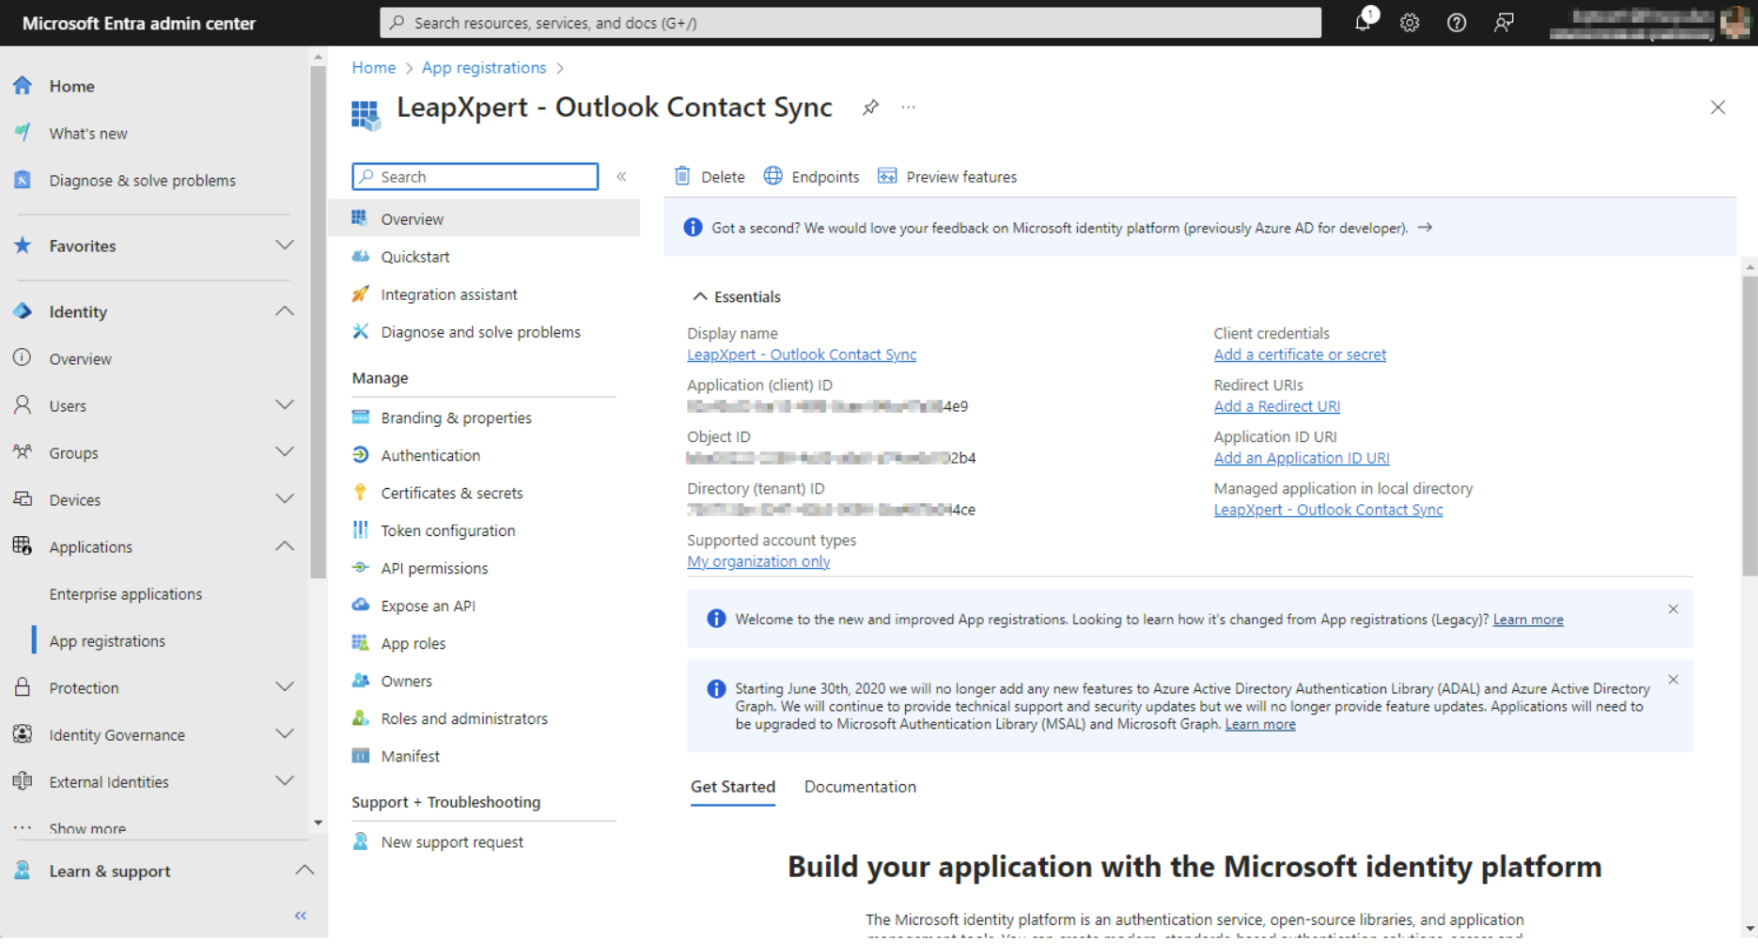 Microsoft Entra admin center
Search resources, services, and docs (G+/)
1
Home
What's new
Diagnose & solve problems
Favorites
Identity
Overview
Users
Groups
Devices
Applications
Enterprise applications
App registrations
Protection
Identity Governance
External Identities
Show more
Learn & support
Home > App registrations >
LeapXpert - Outlook Contact Sync
Search
Overview
Quickstart
Integration assistant
Diagnose and solve problems
Manage
Branding & properties
Authentication
Certificates & secrets
Token configuration
API permissions
Expose an API
App roles
Owners
Roles and administrators
Manifest
Support + Troubleshooting
New support request
Delete Endpoints Preview features
Got a second? We would love your feedback on Microsoft identity platform (previously Azure AD for developer). →
Essentials
Display name
LeapXpert - Outlook Contact Sync
Application (client) ID
4e9
Object ID
2b4
Directory (tenant) ID
4ce
Supported account types
My organization only
Client credentials
Add a certificate or secret
Redirect URIs
Add a Redirect URI
Application ID URI
Add an Application ID URI
Managed application in local directory
LeapXpert - Outlook Contact Sync
Welcome to the new and improved App registrations. Looking to learn how it's changed from App registrations (Legacy)? Learn more
Starting June 30th, 2020 we will no longer add any new features to Azure Active Directory Authentication Library (ADAL) and Azure Active Directory
Graph. We will continue to provide technical support and security updates but we will no longer provide feature updates. Applications will need to
be upgraded to Microsoft Authentication Library (MSAL) and Microsoft Graph. Learn more
Get Started Documentation
Build your application with the Microsoft identity platform
The Microsoft identity platform is an authentication service, open-source libraries, and application